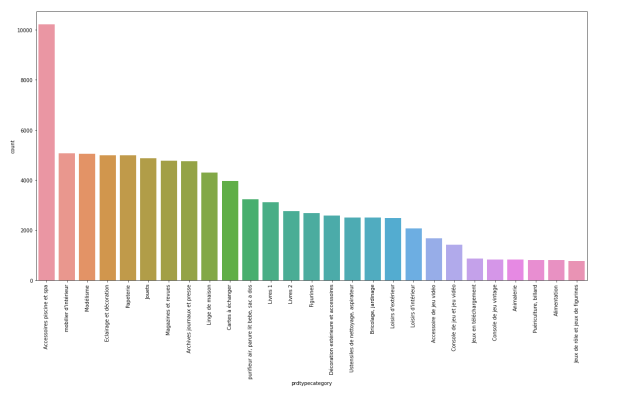 10000
8000
6000
4000
2000
0
count
Accessoires piscine et spa
mobilier d'intérieur
Modélisme
Eclairage et décoration
Papeterie
Jouets
Magazines et revues
Archives journaux et presse
Linge de maison
Cartes à échanger
purifieur air, parure lit bebe, sac a dos
Livres 1
Livres 2
Figurines
Décoration extérieure et accessoires
Ustensiles de nettoyage, aspirateur
Bricolage, jardinage
Loisirs d'extérieur
Loisirs d'intérieur
Accessoire de jeu vidéo
Console de jeu et jeu vidéo
Jeux en téléchargement
Console de jeu vintage
Animalerie
Puériculture, billard
Alimentation
Jeux de rôle et jeux de figurines
prdtypecategory